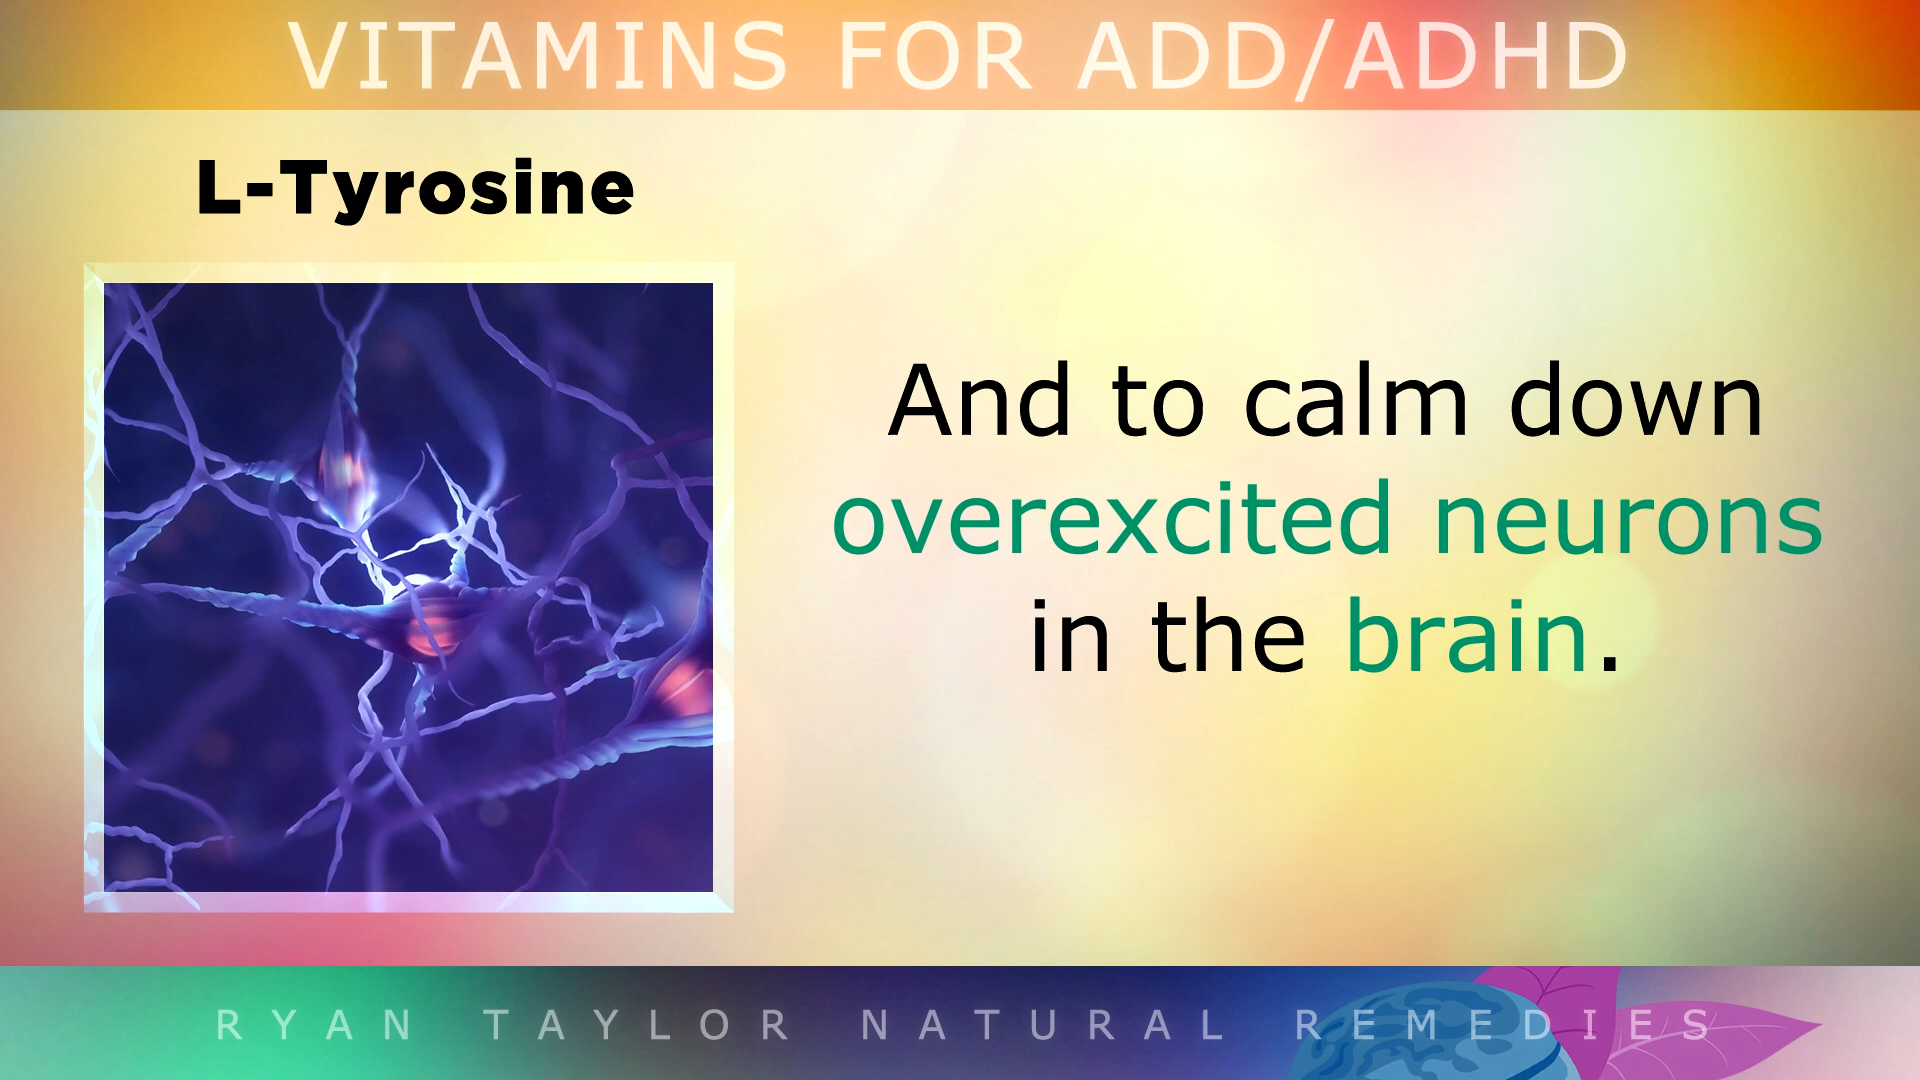 VITAMINS FOR ADD/ADHD
L-Tyrosine
And to calm down
overexcited neurons
in the brain.
RYAN TAYLOR NATURAL REMEDIES